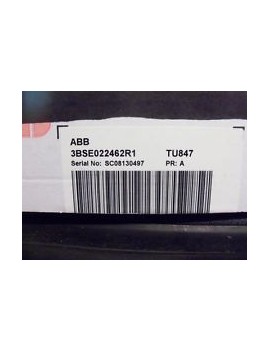 ABB
3BSE022462R1 TU847
Serial No: SC08130497 PR: A